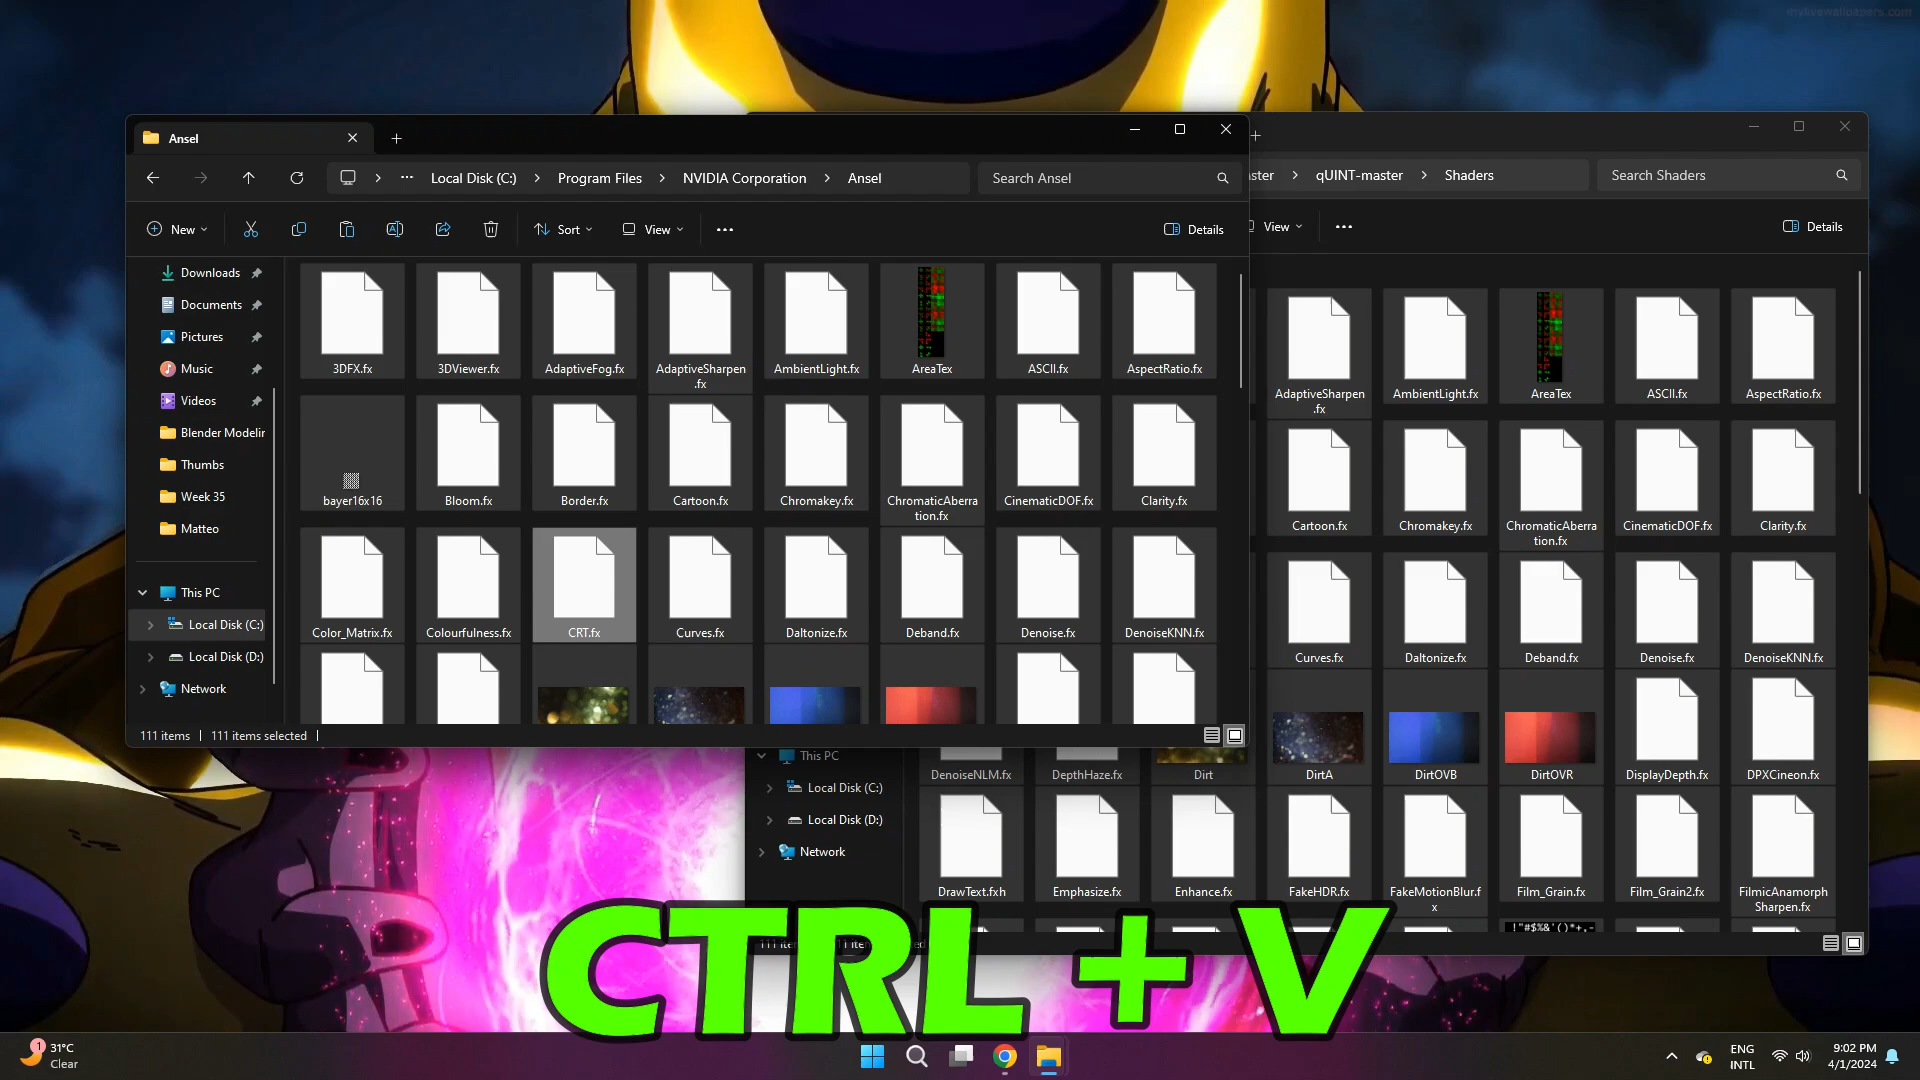 mylivewallpapers.com
Ansel
Local Disk (C:) Program Files NVIDIA Corporation Ansel
Search Ansel
qUINT-master Shaders
Search Shaders
New
Sort
View
Details
View
Details
Downloads
Documents
Pictures
Music
Videos
Blender Modelin
Thumbs
Week 35
Matteo
This PC
Local Disk (C:)
Local Disk (D:)
Network
3DFX.fx
3DViewer.fx
AdaptiveFog.fx
AdaptiveSharpen
.fx
AmbientLight.fx
AreaTex
ASCII.fx
AspectRatio.fx
bayer16x16
Bloom.fx
Border.fx
Cartoon.fx
Chromakey.fx
ChromaticAberra
tion.fx
CinematicDOF.fx
Clarity.fx
Color_Matrix.fx
Colourfulness.fx
CRT.fx
Curves.fx
Daltonize.fx
Deband.fx
Denoise.fx
DenoiseKNN.fx
111 items
111 items selected
AdaptiveSharpen
.fx
AmbientLight.fx
AreaTex
ASCII.fx
AspectRatio.fx
Cartoon.fx
Chromakey.fx
ChromaticAberra
tion.fx
CinematicDOF.fx
Clarity.fx
Curves.fx
Daltonize.fx
Deband.fx
Denoise.fx
DenoiseKNN.fx
This PC
Local Disk (C:)
Local Disk (D:)
Network
DenoiseNLM.fx
DepthHaze.fx
Dirt
DirtA
DirtOVB
DirtOVR
DisplayDepth.fx
DPXCineon.fx
DrawText.fxh
Emphasize.fx
Enhance.fx
FakeHDR.fx
FakeMotionBlur.f
x
Film_Grain.fx
Film_Grain2.fx
FilmicAnamorph
Sharpen.fx
!"#$%&'()*+,-
CTRL + V
1
31°C
Clear
ENG
INTL
9:02 PM
4/1/2024